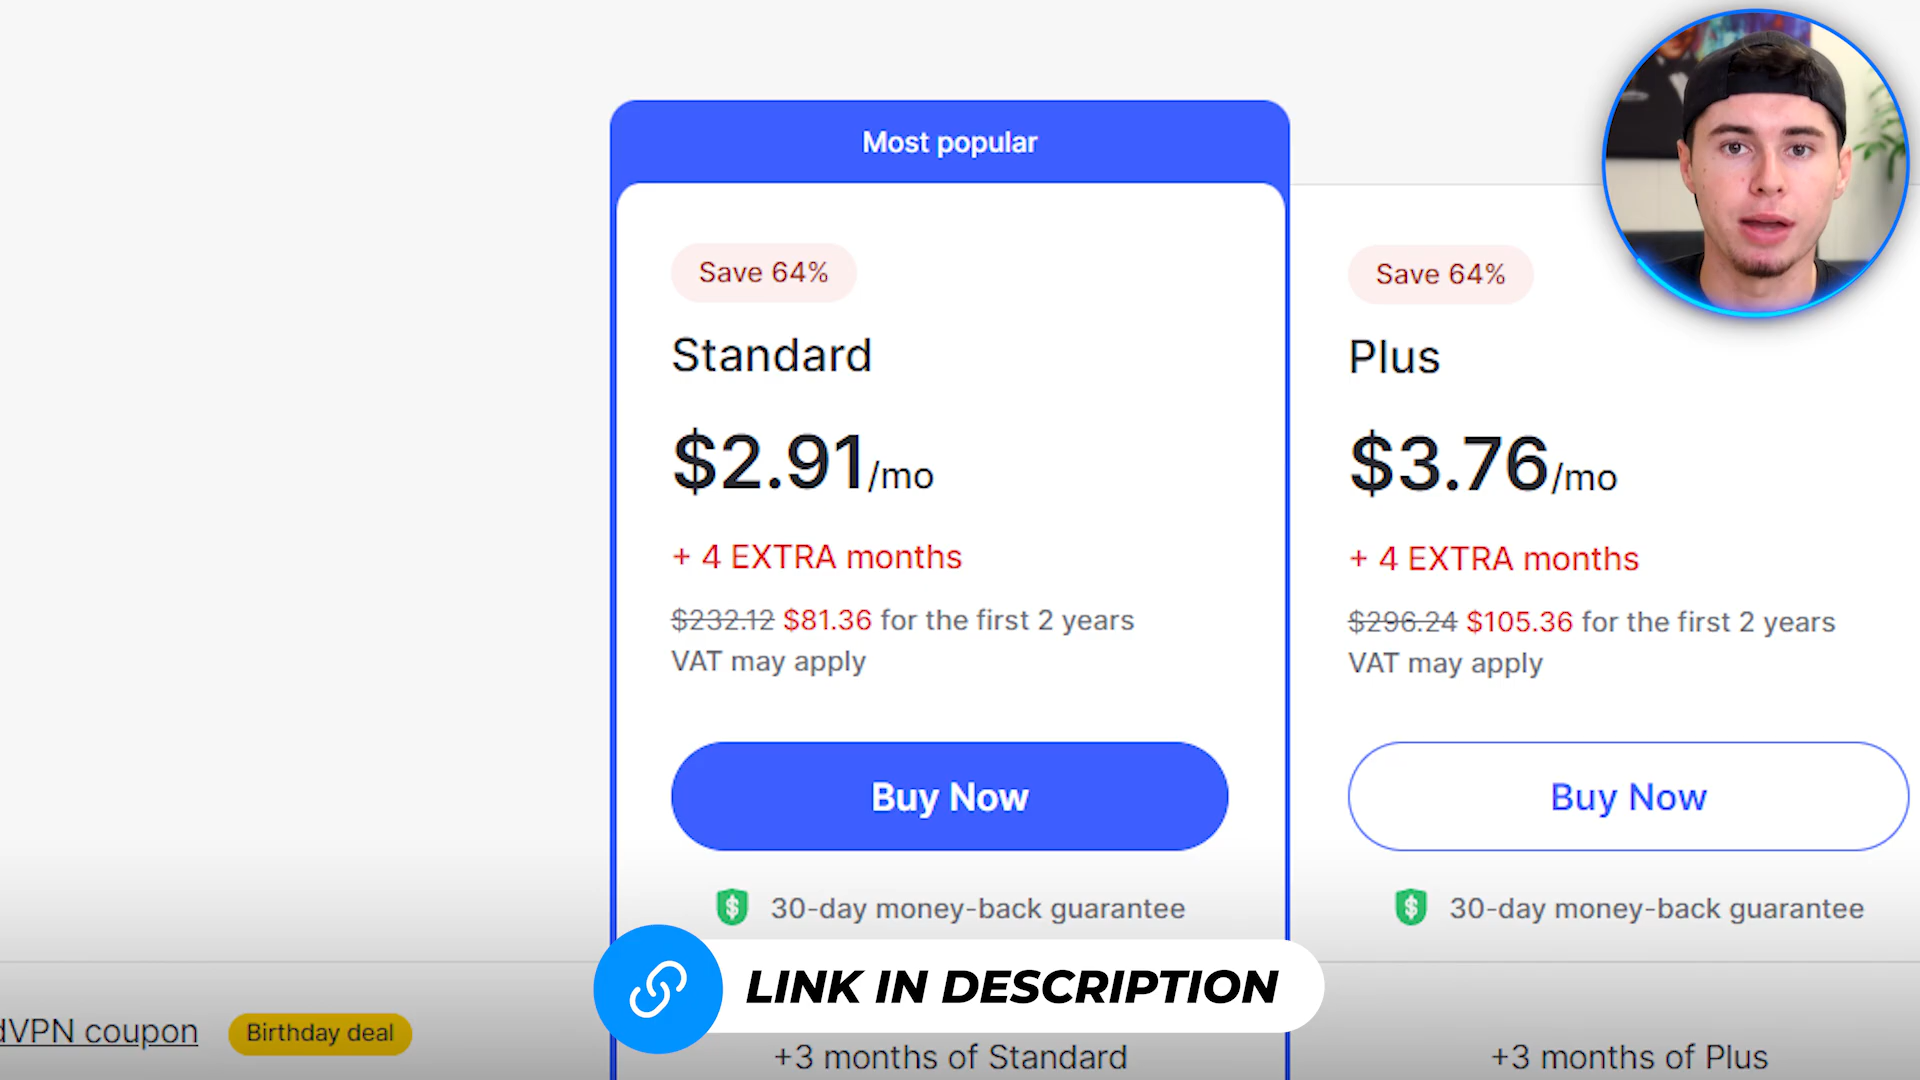 Most popular
Save 64%
Standard
$2.91/mo
+ 4 EXTRA months
$232.12 $81.36 for the first 2 years
VAT may apply
Buy Now
30-day money-back guarantee
Save 64%
Plus
$3.76/mo
+ 4 EXTRA months
$296.24 $105.36 for the first 2 years
VAT may apply
Buy Now
30-day money-back guarantee
LINK IN DESCRIPTION
dVPN coupon
Birthday deal
+3 months of Standard
+3 months of Plus